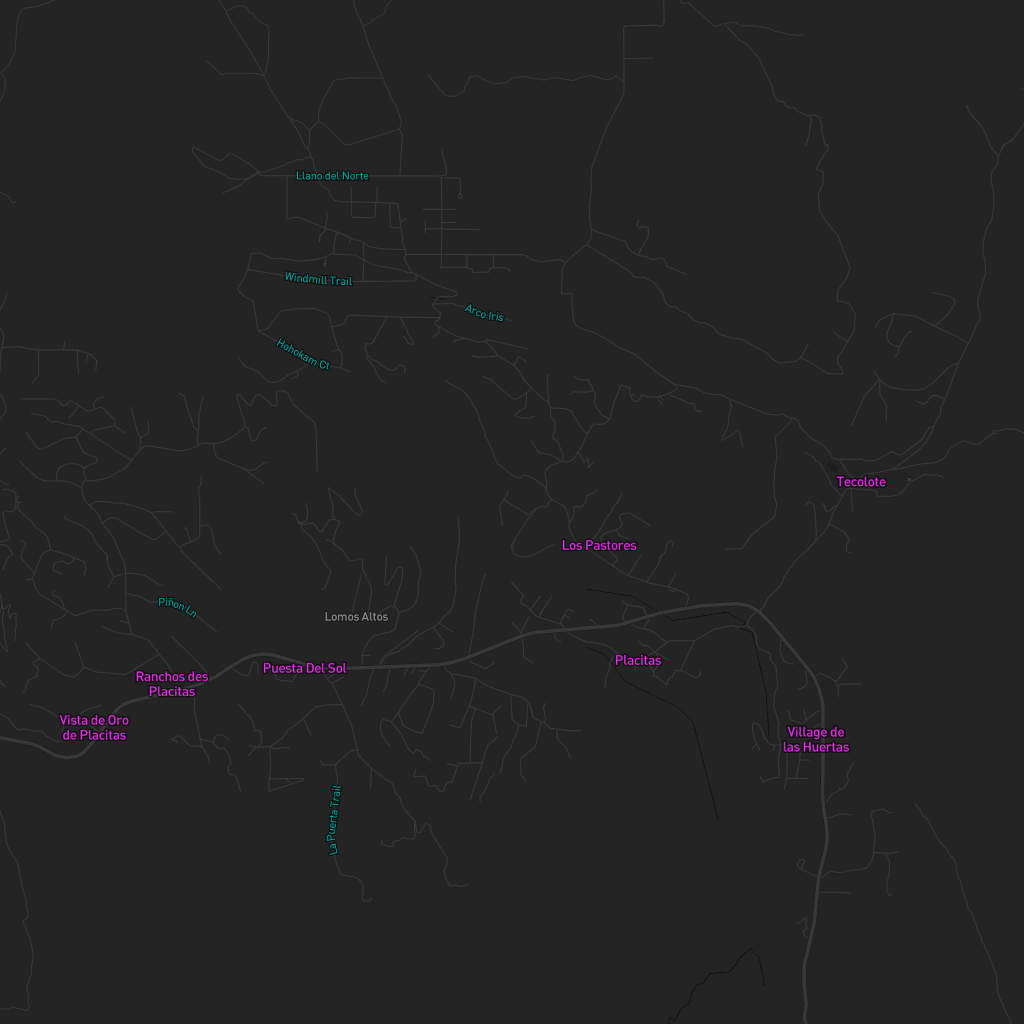 Llano del Norte
Windmill Trail
Arco Iris
Hohokam Ct
Tecolote
Los Pastores
Piñon Ln
Lomos Altos
Placitas
Puesta Del Sol
Ranchos des
Placitas
Vista de Oro
de Placitas
Village de
las Huertas
La Puerta Trail